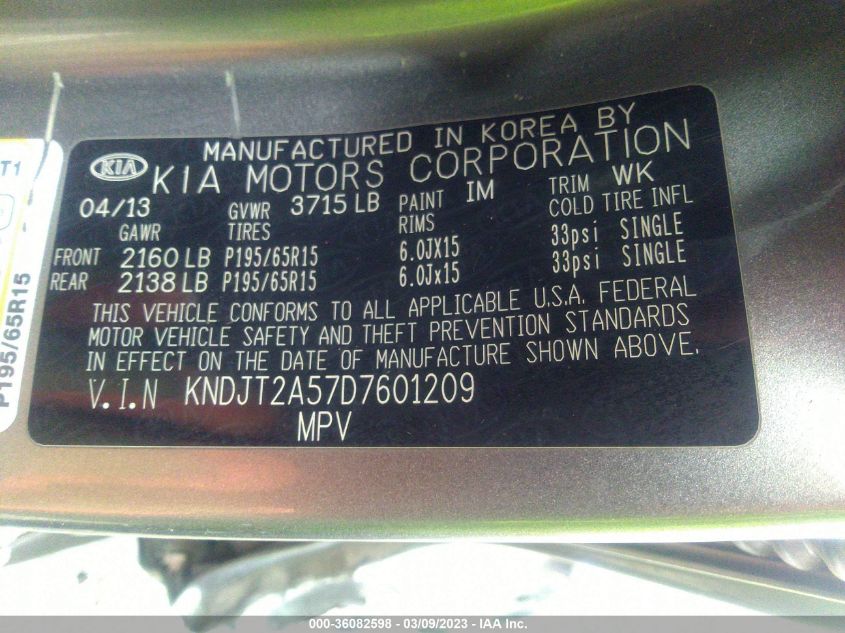 MANUFACTURED IN KOREA BY
KIA KIA MOTORS CORPORATION
04/13 GVWR 3715 LB PAINT IM TRIM WK
GAWR TIRES RIMS COLD TIRE INFL
FRONT 2160 LB P195/65R15 6.0JX15 33psi SINGLE
REAR 2138 LB P195/65R15 6.0Jx15 33psi SINGLE
THIS VEHICLE CONFORMS TO ALL APPLICABLE U.S.A. FEDERAL
MOTOR VEHICLE SAFETY AND THEFT PREVENTION STANDARDS
IN EFFECT ON THE DATE OF MANUFACTURE SHOWN ABOVE.
V.I.N KNDJT2A57D7601209
MPV
T1
P195/65R15
000-36082598 - 03/09/2023 - IAA Inc.